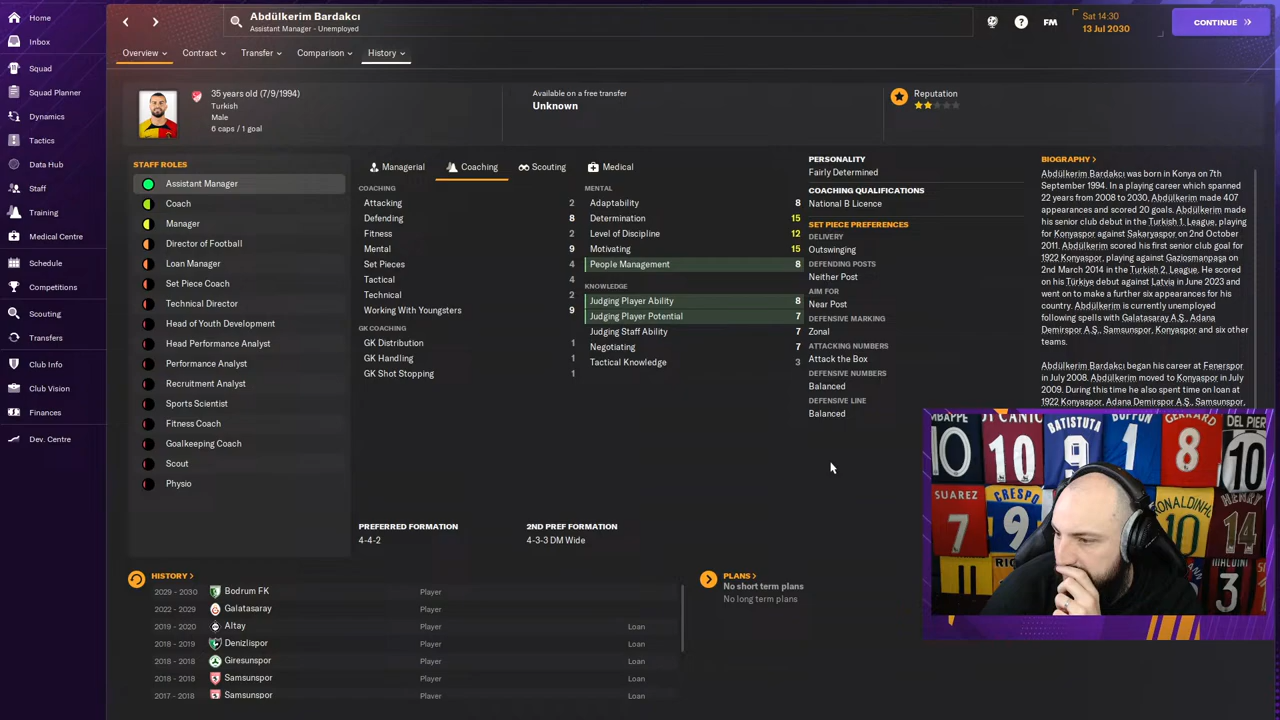 Home
Inbox
Squad
Squad Planner
Dynamics
Tactics
Data Hub
Staff
Training
Medical Centre
Schedule
Competitions
Scouting
Transfers
Club Info
Club Vision
Finances
Dev. Centre
Abdülkerim Bardakcı
Assistant Manager - Unemployed
FM
Sat 14:30
13 Jul 2030
CONTINUE
Overview
Contract
Transfer
Comparison
History
35 years old (7/9/1994)
Turkish
Male
6 caps / 1 goal
Available on a free transfer
Unknown
Reputation
STAFF ROLES
Assistant Manager
Coach
Manager
Director of Football
Loan Manager
Set Piece Coach
Technical Director
Head of Youth Development
Head Performance Analyst
Performance Analyst
Recruitment Analyst
Sports Scientist
Fitness Coach
Goalkeeping Coach
Scout
Physio
Managerial
Coaching
Scouting
Medical
COACHING
Attacking 2
Defending 8
Fitness 2
Mental 9
Set Pieces 4
Tactical 4
Technical 2
Working With Youngsters 9
GK COACHING
GK Distribution 1
GK Handling 1
GK Shot Stopping 1
MENTAL
Adaptability 8
Determination 15
Level of Discipline 12
Motivating 15
People Management 8
KNOWLEDGE
Judging Player Ability 8
Judging Player Potential 7
Judging Staff Ability 7
Negotiating 7
Tactical Knowledge 3
PERSONALITY
Fairly Determined
COACHING QUALIFICATIONS
National B Licence
SET PIECE PREFERENCES
DELIVERY
Outswinging
DEFENDING POSTS
Neither Post
AIM FOR
Near Post
DEFENSIVE MARKING
Zonal
ATTACKING NUMBERS
Attack the Box
DEFENSIVE NUMBERS
Balanced
DEFENSIVE LINE
Balanced
BIOGRAPHY
Abdülkerim Bardakcı was born in Konya on 7th
September 1994. In a playing career which spanned
22 years from 2008 to 2030, Abdülkerim made 407
appearances and scored 20 goals. Abdülkerim made
his senior club debut in the Turkish 1. League,
playing for Konyaspor against Sakaryaspor on 2nd October
2011. Abdülkerim scored his first senior club goal for
1922 Konyaspor, playing against Gaziosmanpaşa on
2nd March 2014 in the Turkish 2. League. He scored
on his Türkiye debut against Latvia in June 2023 and
went on to make a further six appearances for his
country. Abdülkerim is currently unemployed
following spells with Galatasaray A.Ş., Adana
Demirspor A.Ş., Samsunspor, Konyaspor and six other
teams.
Abdülkerim Bardakcı began his career at Fenerspor
in July 2008. Abdülkerim moved to Konyaspor in July
2009. During this time he also spent time on loan at
1922 Konyaspor, Adana Demirspor A.Ş., Samsunspor,
PREFERRED FORMATION
4-4-2
2ND PREF FORMATION
4-3-3 DM Wide
HISTORY
2029 - 2030 Bodrum FK Player
2022 - 2029 Galatasaray Player
2019 - 2020 Altay Player Loan
2018 - 2019 Denizlispor Player Loan
2018 - 2018 Giresunspor Player Loan
2018 - 2018 Samsunspor Player Loan
2017 - 2018 Samsunspor Player Loan
PLANS
No short term plans
No long term plans
10
10
BATISTUTA
9
BUFFON
1
GERRARD
8
DEL PIER
10
SUAREZ
7
CRESPO
9
10
HENRY
14
3